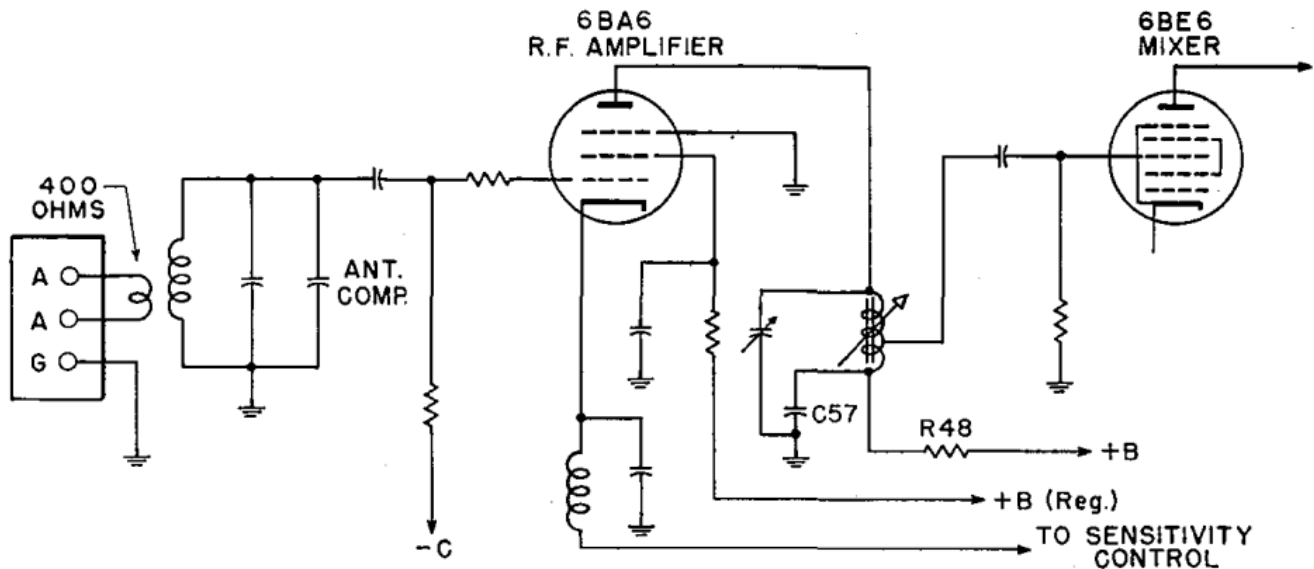 6BA6
R.F. AMPLIFIER
6BE6
MIXER
400
OHMS
A
A
G
ANT.
COMP.
C57
R48
+B
+B (Reg.)
-C
TO SENSITIVITY
CONTROL